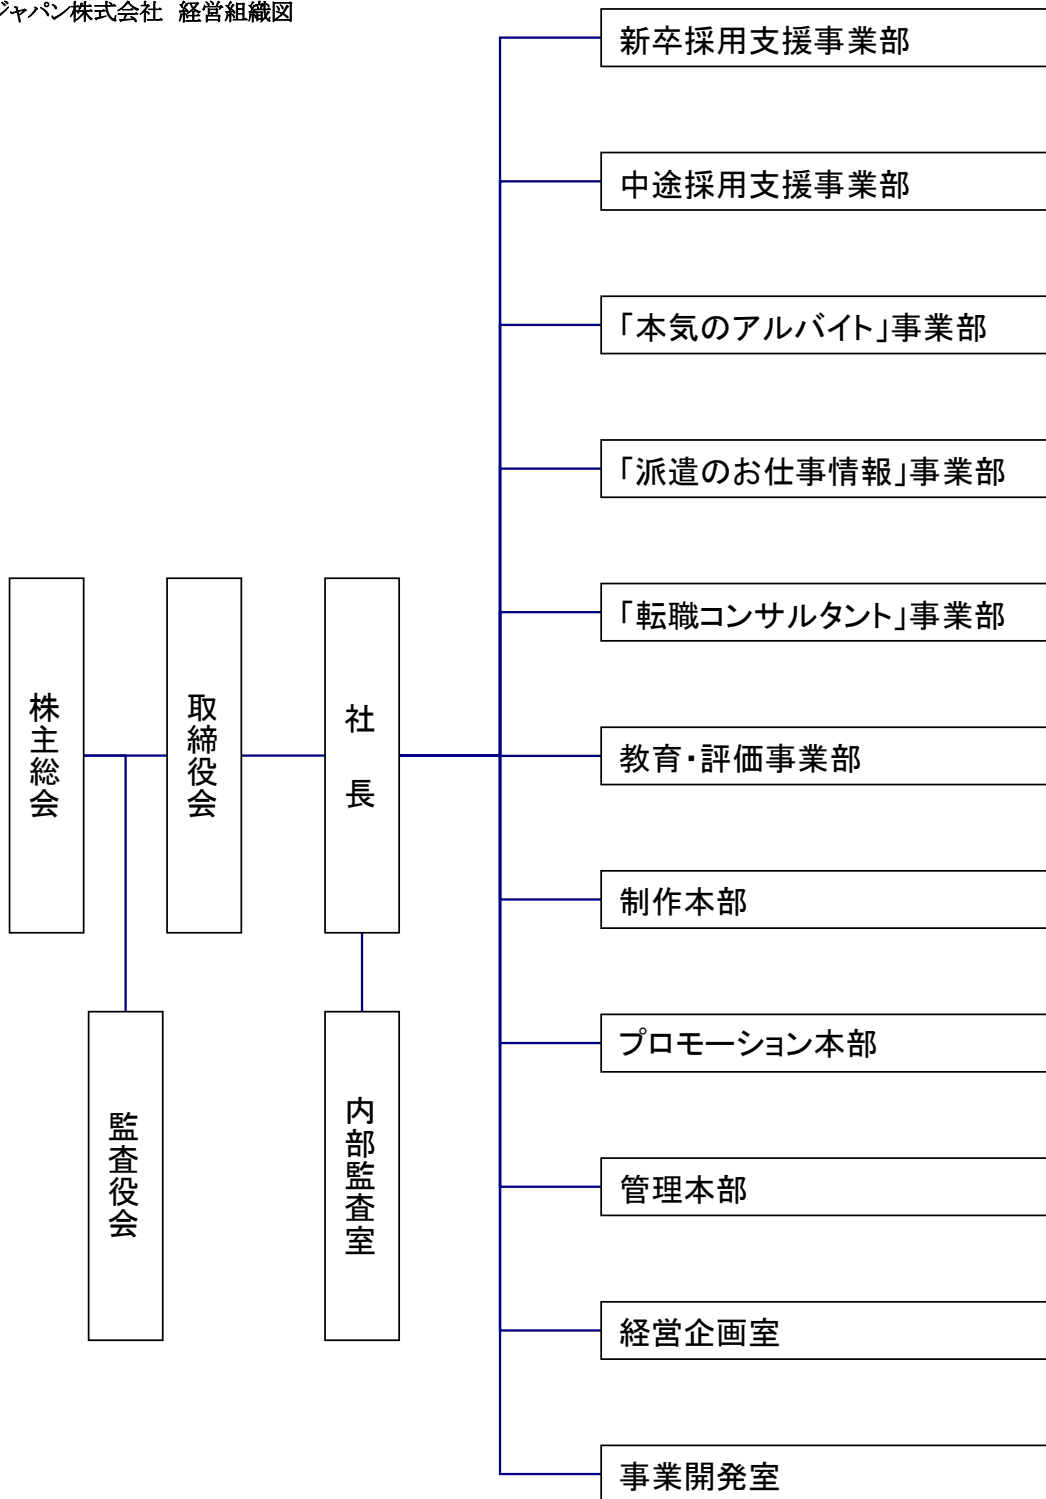 ジャパン株式会社　経営組織図
新卒採用支援事業部
中途採用支援事業部
「本気のアルバイト」事業部
「派遣のお仕事情報」事業部
「転職コンサルタント」事業部
株主総会
取締役会
社　長
教育・評価事業部
制作本部
プロモーション本部
監査役会
内部監査室
管理本部
経営企画室
事業開発室